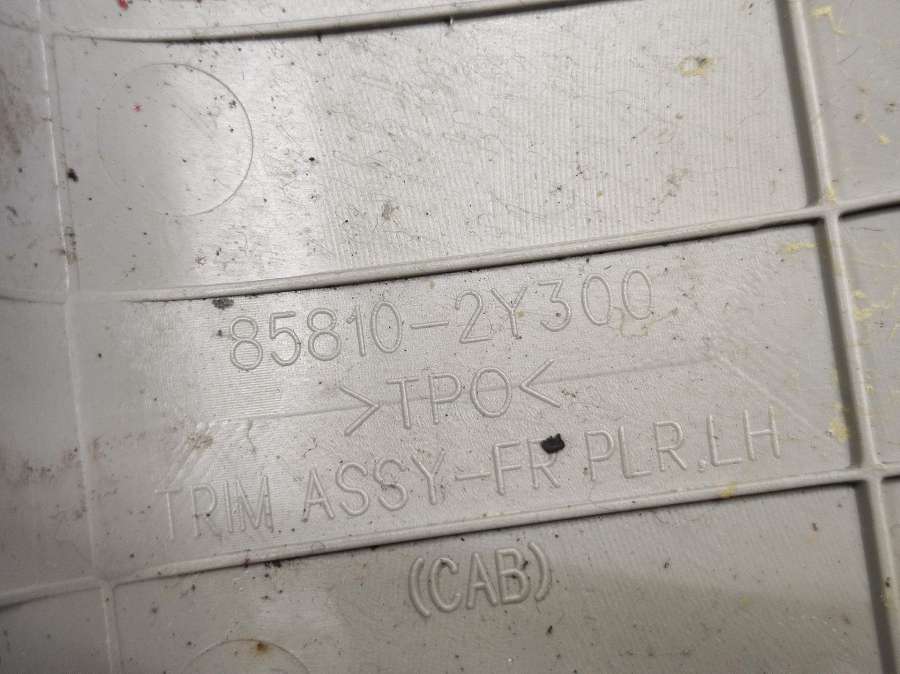 85810-2Y300
>TPO<
TRIM ASSY-FR PLR,LH
(CAB)